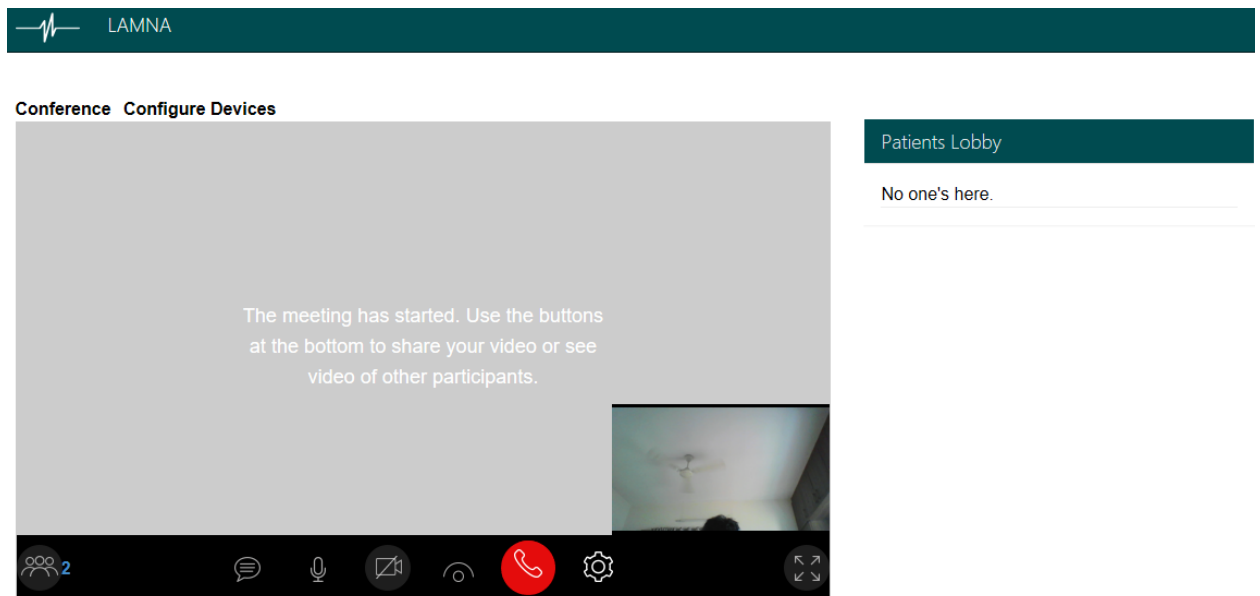 LAMNA
Conference Configure Devices
Patients Lobby
No one's here.
The meeting has started. Use the buttons
at the bottom to share your video or see
video of other participants.
2